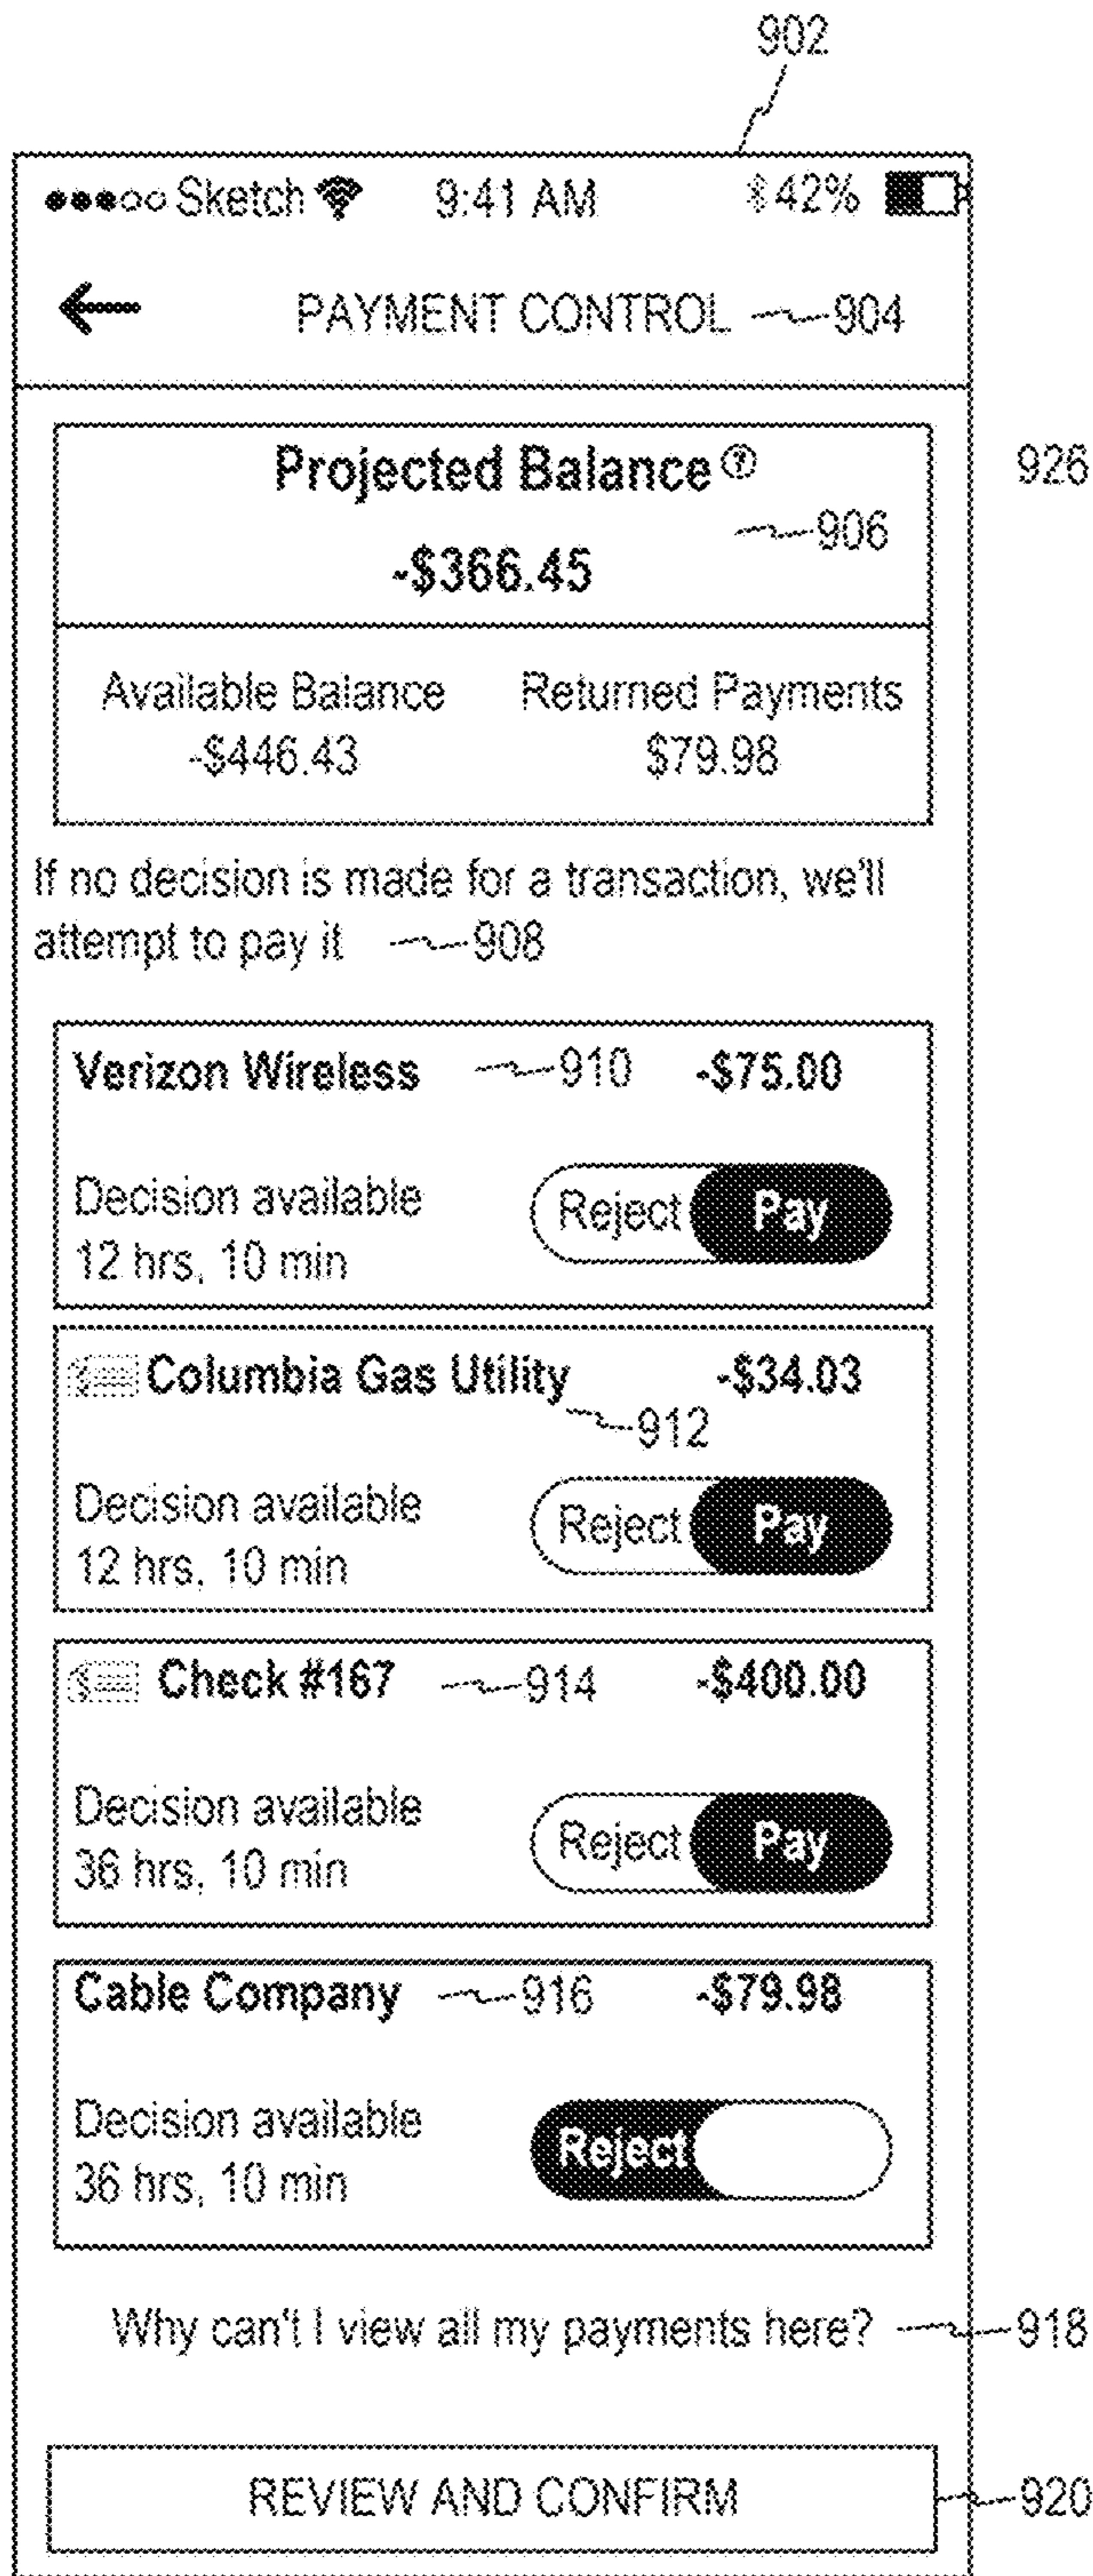 902
Sketch 9:41 AM 42%
PAYMENT CONTROL 904
Projected Balance ?
926
906
-$366.45
Available Balance Returned Payments
-$446.43 $79.98
If no decision is made for a transaction, we'll
attempt to pay it 908
Verizon Wireless 910 -$75.00
Decision available
Reject Pay
12 hrs, 10 min
Columbia Gas Utility -$34.03
912
Decision available
Reject Pay
12 hrs, 10 min
$ Check #167 914 -$400.00
Decision available
Reject Pay
36 hrs, 10 min
Cable Company 916 -$79.98
Decision available
Reject
36 hrs, 10 min
Why can't I view all my payments here? 918
REVIEW AND CONFIRM 920